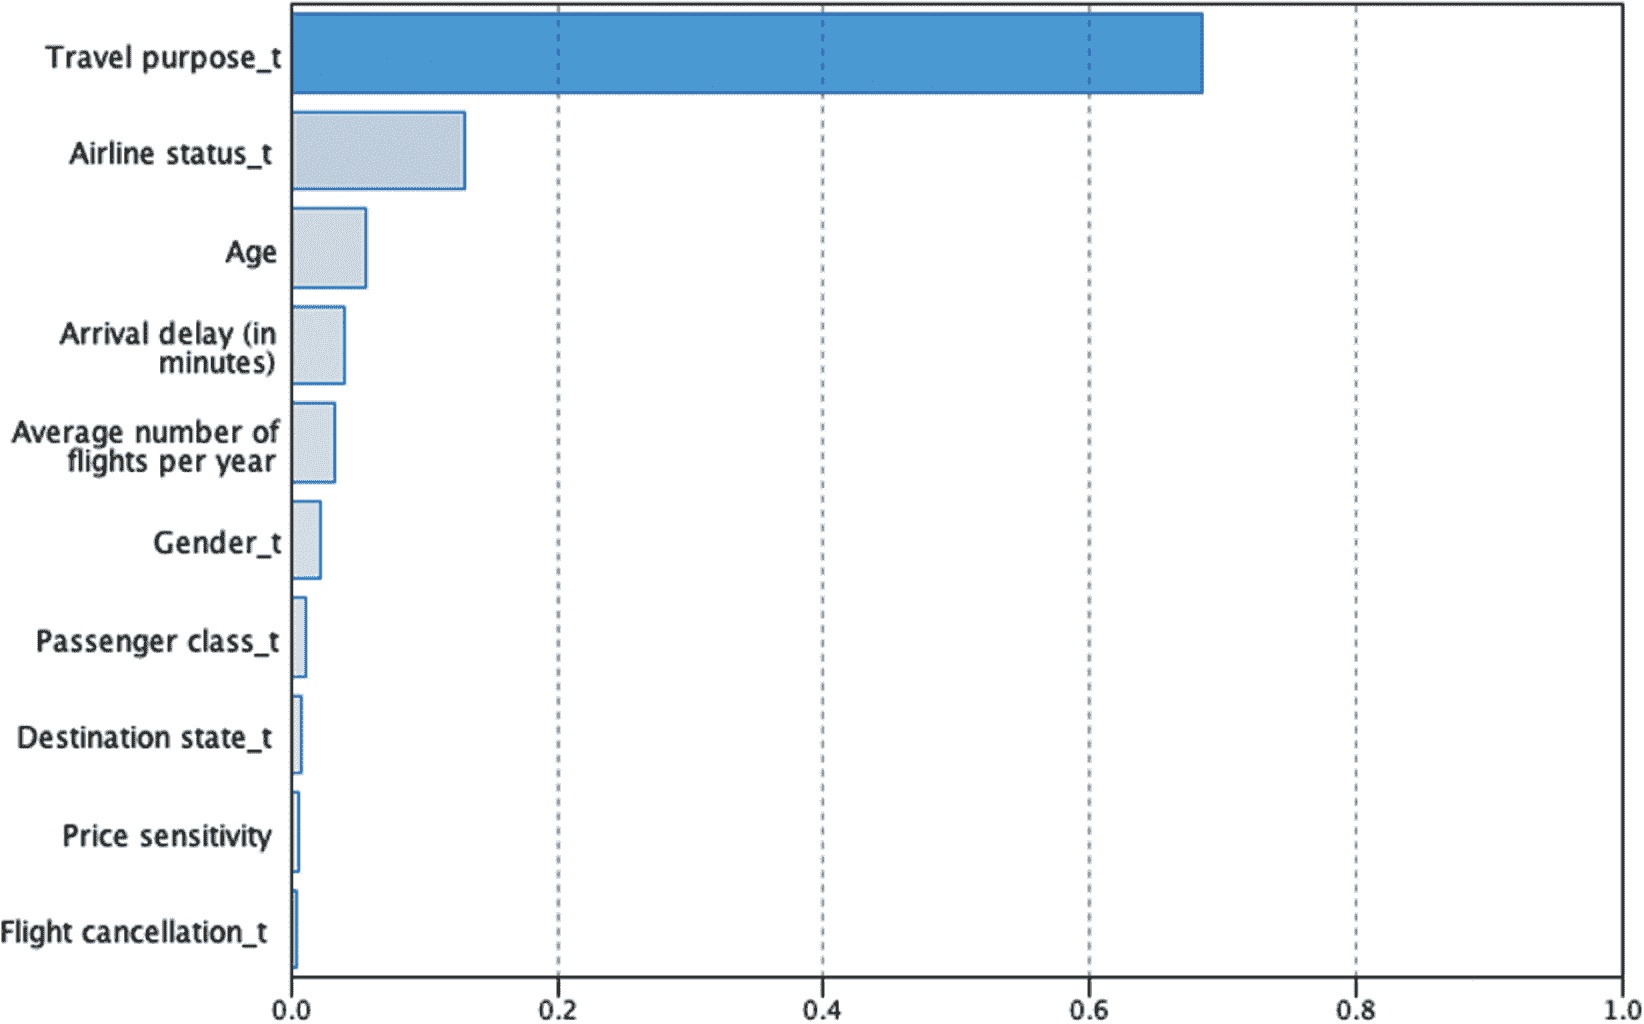 Travel purpose_t
Airline status_t
Age
Arrival delay (in
minutes)
Average number of
flights per year
Gender_t
Passenger class_t
Destination state_t
Price sensitivity
Flight cancellation_t
0.0 0.2 0.4 0.6 0.8 1.0